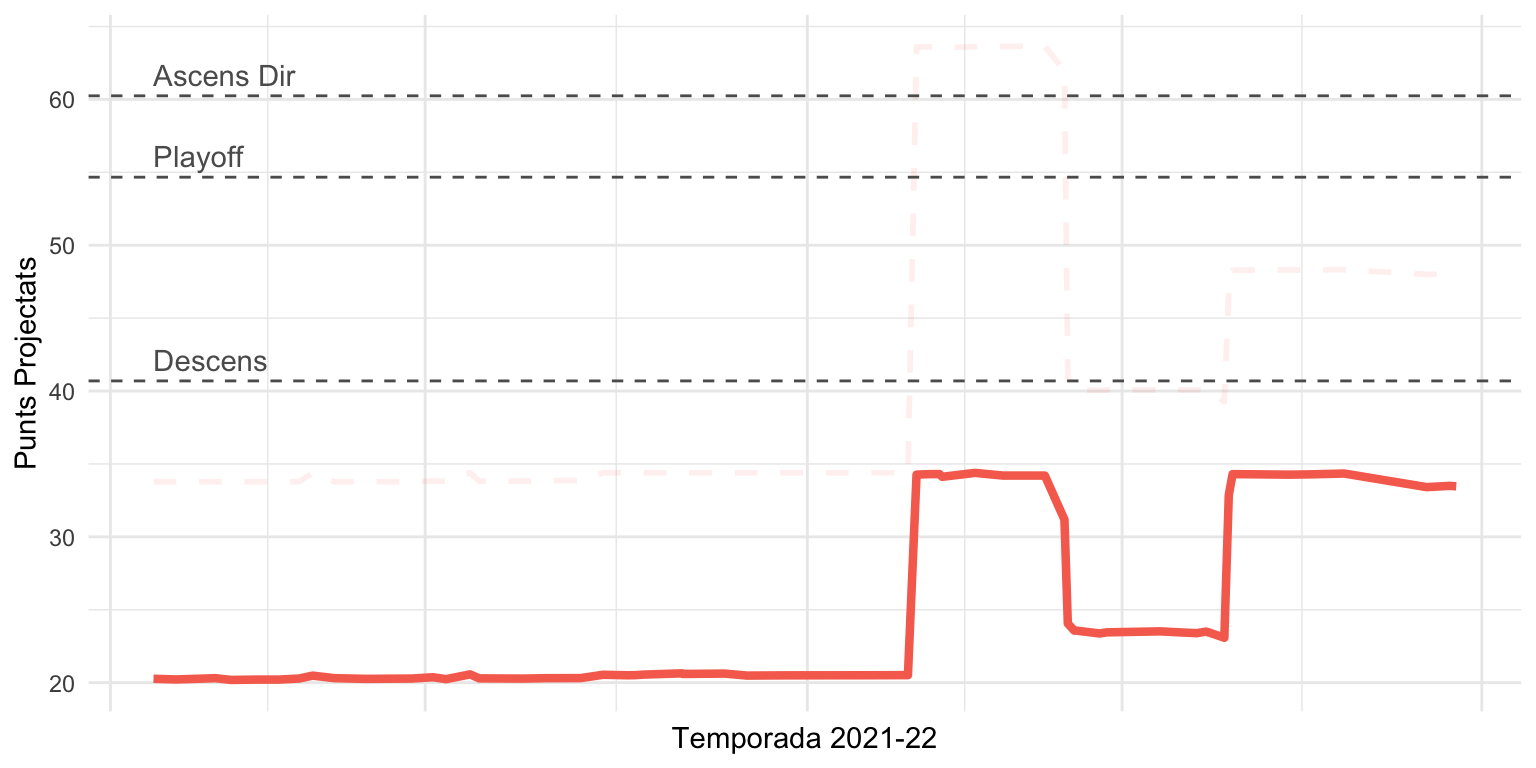 Ascens Dir
60
Playoff
50
Descens
40
30
20
Punts Projectats
Temporada 2021-22